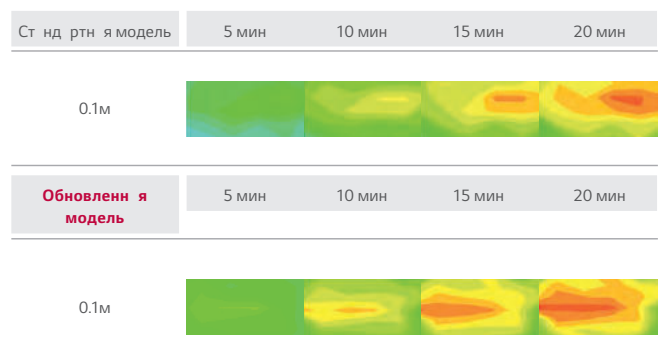 Ст нд ртн я модель 5 мин 10 мин 15 мин 20 мин
0.1м
Обновленн я 5 мин 10 мин 15 мин 20 мин
модель
0.1м